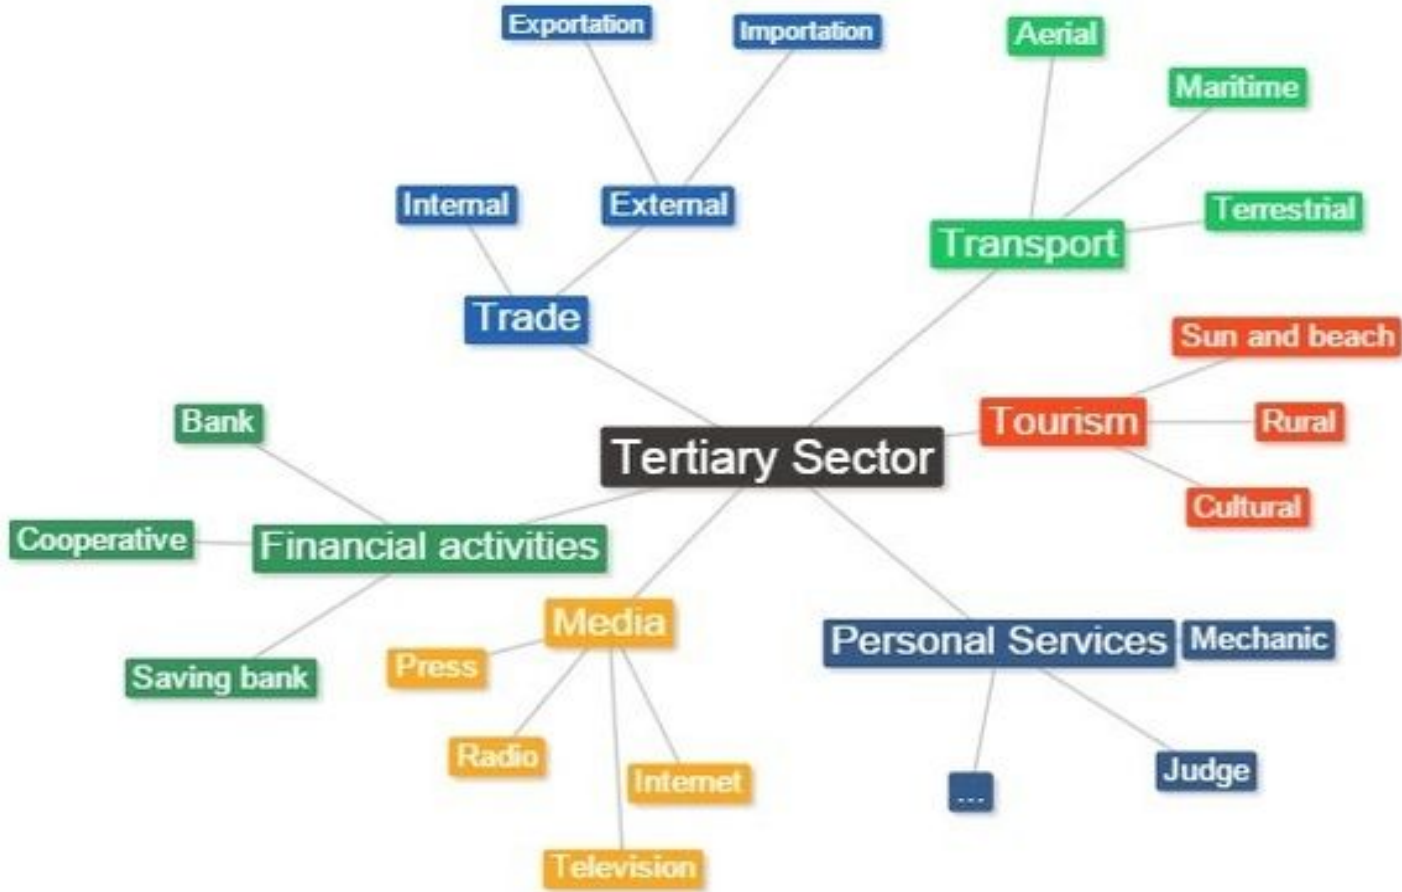 Exportation
Importation
Aerial
Maritime
Internal
External
Terrestrial
Transport
Trade
Sun and beach
Bank
Tourism
Rural
Tertiary Sector
Cultural
Cooperative
Financial activities
Media
Personal Services
Mechanic
Press
Saving bank
Radio
Internet
Judge
...
Television